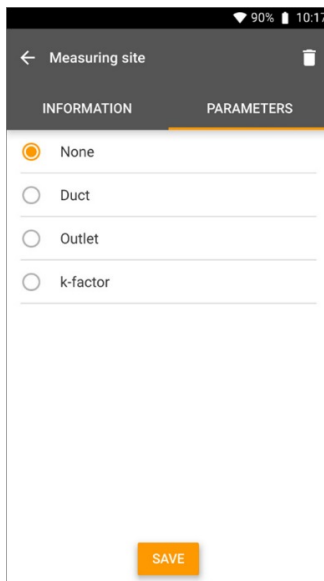 90% 10:17
Measuring site
INFORMATION PARAMETERS
None
Duct
Outlet
k-factor
SAVE